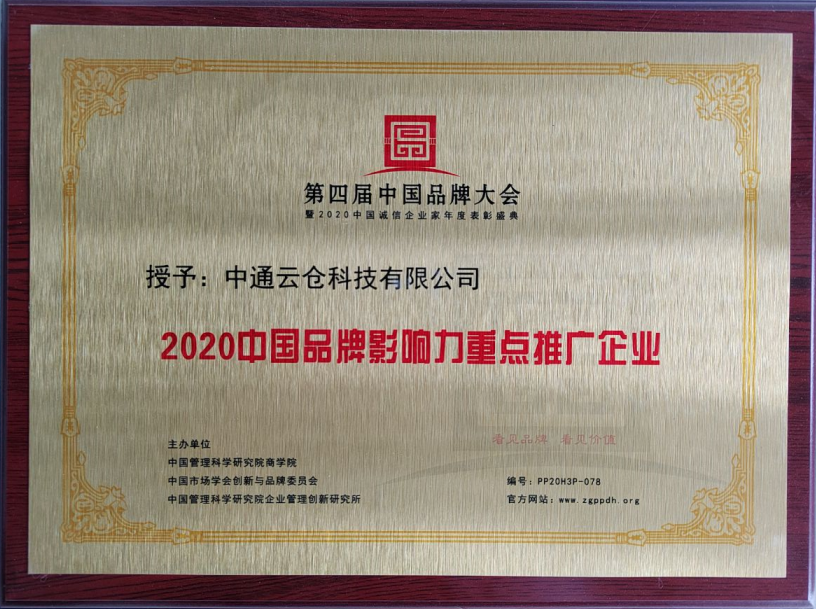 第四届中国品牌大会
暨2020中国诚信企业家年度表彰盛典
授予：中通云仓科技有限公司
2020中国品牌影响力重点推广企业
看见品牌 看见价值
主办单位
中国管理科学研究院商学院
中国市场学会创新与品牌委员会
中国管理科学研究院企业管理创新研究所
编号：PP20H3P-078
官方网站：www.zgppdh.org